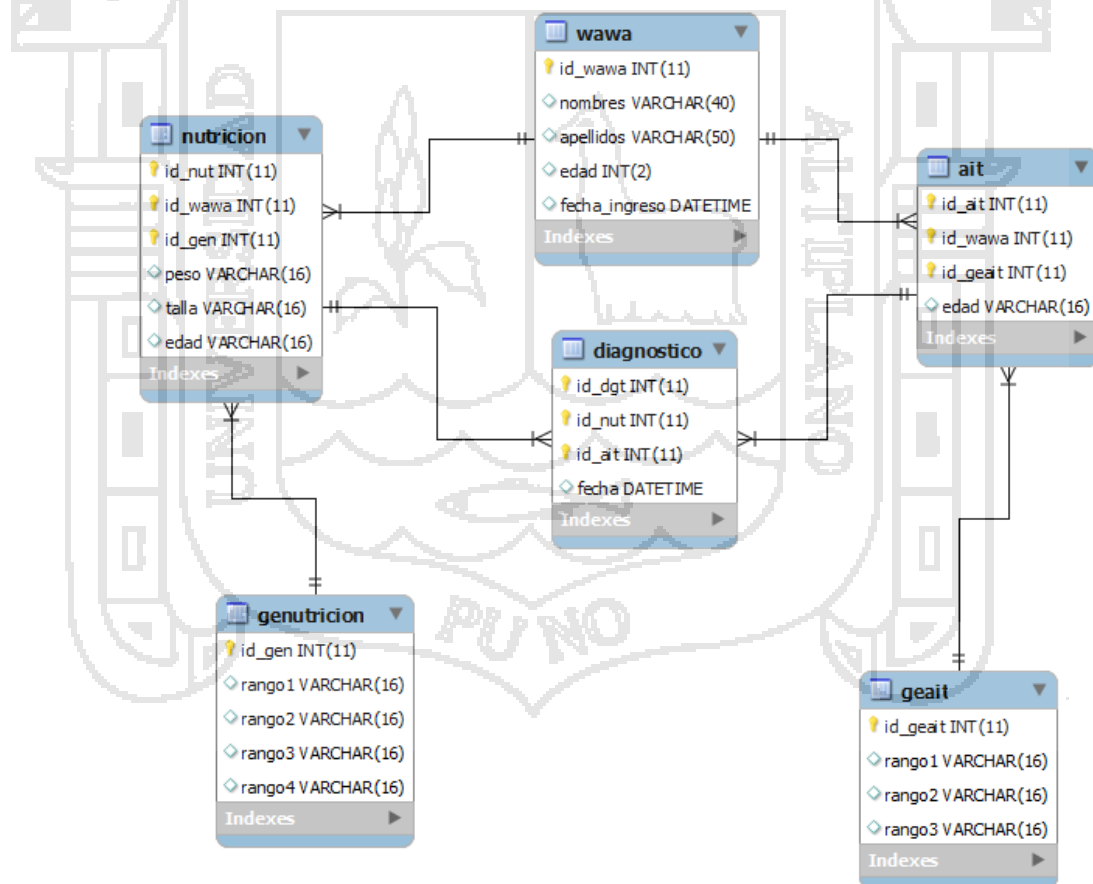 wawa
id_wawa INT(11)
nombres VARCHAR(40)
apellidos VARCHAR(50)
edad INT(2)
fecha_ingreso DATETIME
Indexes
nutricion
id_nut INT(11)
id_wawa INT(11)
id_gen INT(11)
peso VARCHAR(16)
talla VARCHAR(16)
edad VARCHAR(16)
Indexes
ait
id_ait INT(11)
id_wawa INT(11)
id_geait INT(11)
edad VARCHAR(16)
Indexes
diagnostico
id_dgt INT(11)
id_nut INT(11)
id_ait INT(11)
fecha DATETIME
Indexes
genutricion
id_gen INT(11)
rango1 VARCHAR(16)
rango2 VARCHAR(16)
rango3 VARCHAR(16)
rango4 VARCHAR(16)
Indexes
geait
id_geait INT(11)
rango1 VARCHAR(16)
rango2 VARCHAR(16)
rango3 VARCHAR(16)
Indexes
ALTIPLANO
PUNO